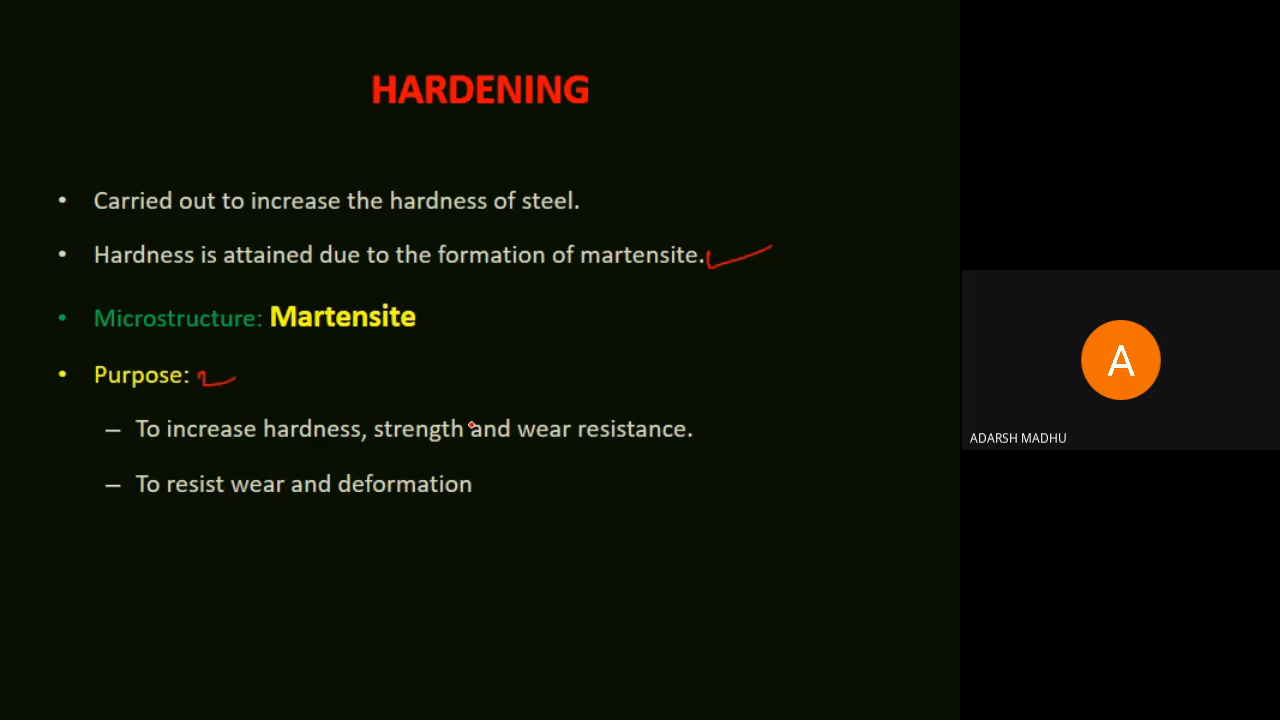 HARDENING
• Carried out to increase the hardness of steel.
• Hardness is attained due to the formation of martensite.
• Microstructure: Martensite
• Purpose:
– To increase hardness, strength and wear resistance.
– To resist wear and deformation
A
ADARSH MADHU